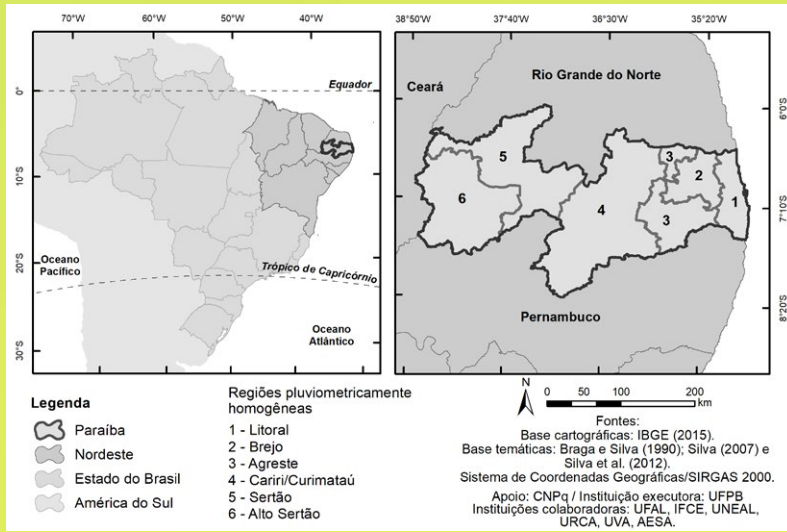 70°W 60°W 50°W 40°W
Equador
0°
10°S
20°S
30°S
Oceano
Pacífico
Trópico de Capricórnio
Oceano
Atlântico
38°50'W 37°40'W 36°30'W 35°20'W
Rio Grande do Norte
Ceará
6°0'S
7°10'S
8°20'S
5
3
2
6
4
3
1
Pernambuco
N
0 50 100 200
km
Legenda
Paraíba
Nordeste
Estado do Brasil
América do Sul
Regiões pluviometricamente
homogêneas
1 - Litoral
2 - Brejo
3 - Agreste
4 - Cariri/Curimataú
5 - Sertão
6 - Alto Sertão
Fontes:
Base cartográficas: IBGE (2015).
Base temáticas: Braga e Silva (1990); Silva (2007) e
Silva et al. (2012).
Sistema de Coordenadas Geográficas/SIRGAS 2000.
Apoio: CNPq / Instituição executora: UFPB
Instituições colaboradoras: UFAL, IFCE, UNEAL,
URCA, UVA, AESA.